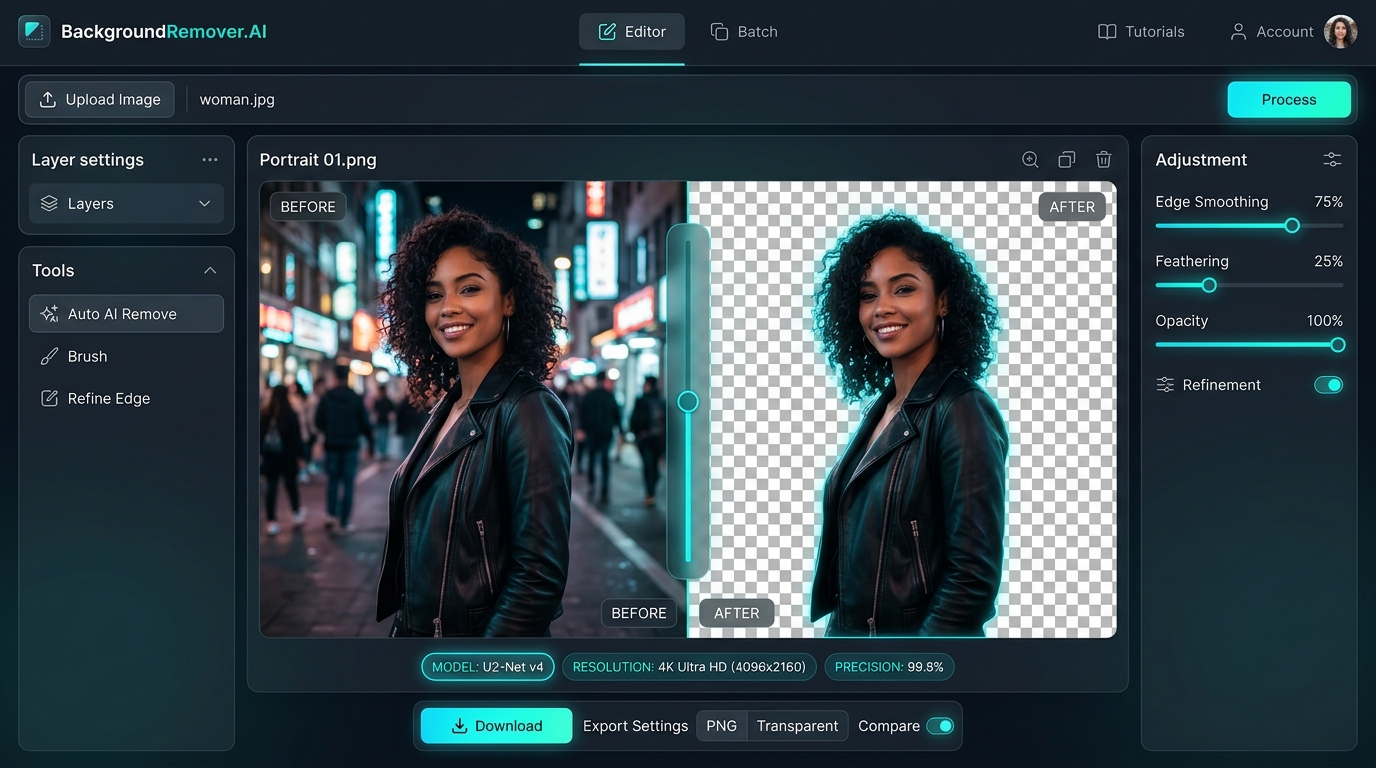 BackgroundRemover.AI
Editor
Batch
Tutorials
Account
Upload Image
woman.jpg
Process
Layer settings
Layers
Tools
AI
Auto AI Remove
Brush
Refine Edge
Portrait 01.png
BEFORE
AFTER
BEFORE
AFTER
MODEL: U2-Net v4
RESOLUTION: 4K Ultra HD (4096x2160)
PRECISION: 99.8%
Download
Export Settings
PNG
Transparent
Compare
Adjustment
Edge Smoothing 75%
Feathering 25%
Opacity 100%
Refinement